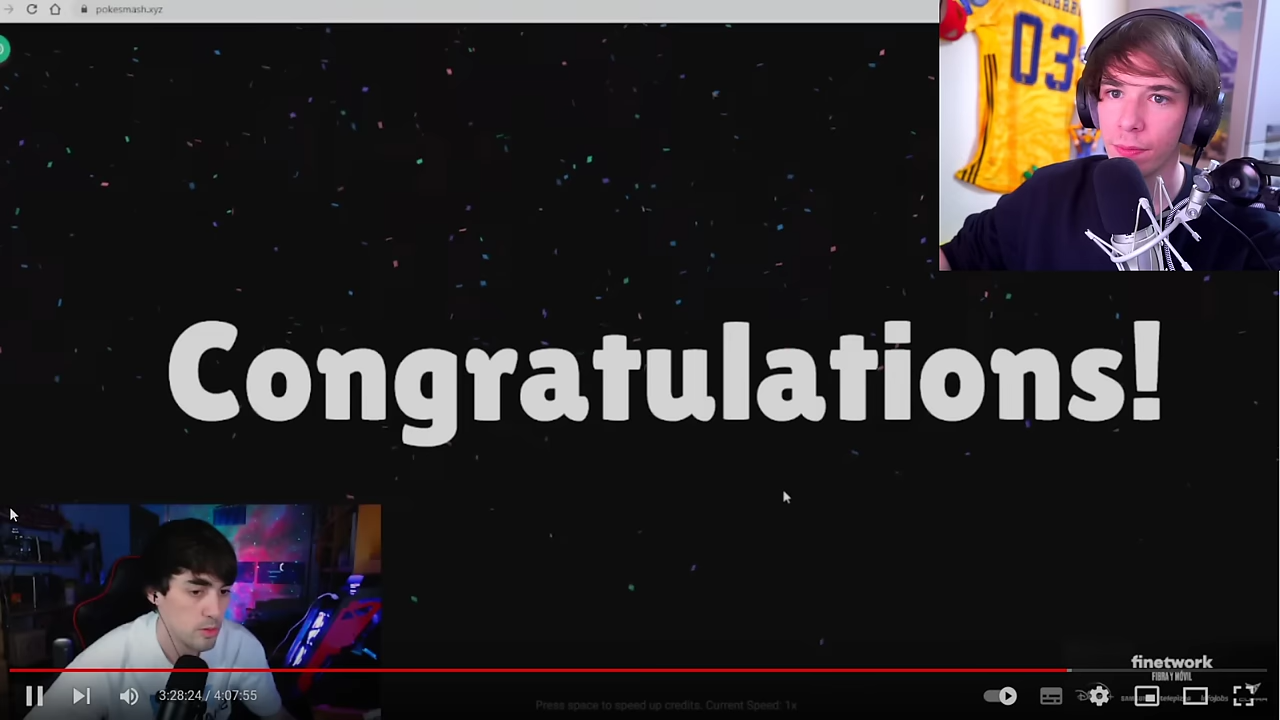 pokesmash.xyz
03
Congratulations!
finetwork
FIBRA Y MÓVIL
3:28:24 / 4:07:55
Press space to speed up credits. Current Speed: 1x